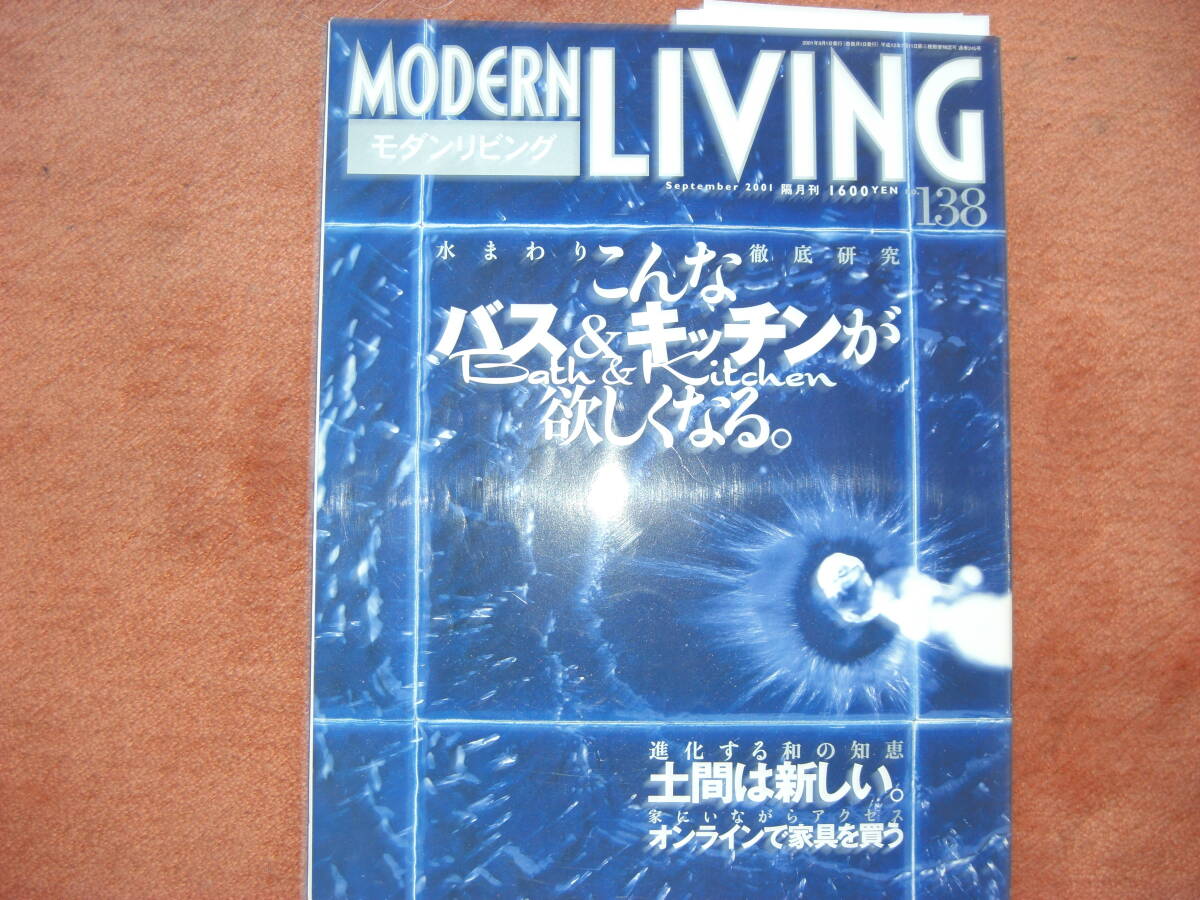 MODERN LIVING
モダンリビング
September 2001 隔月刊 1600YEN no.138
水まわり徹底研究
こんな
バス&キッチンが
Bath & Kitchen
欲しくなる。
進化する和の知恵
土間は新しい。
家にいながらアクセス
オンラインで家具を買う